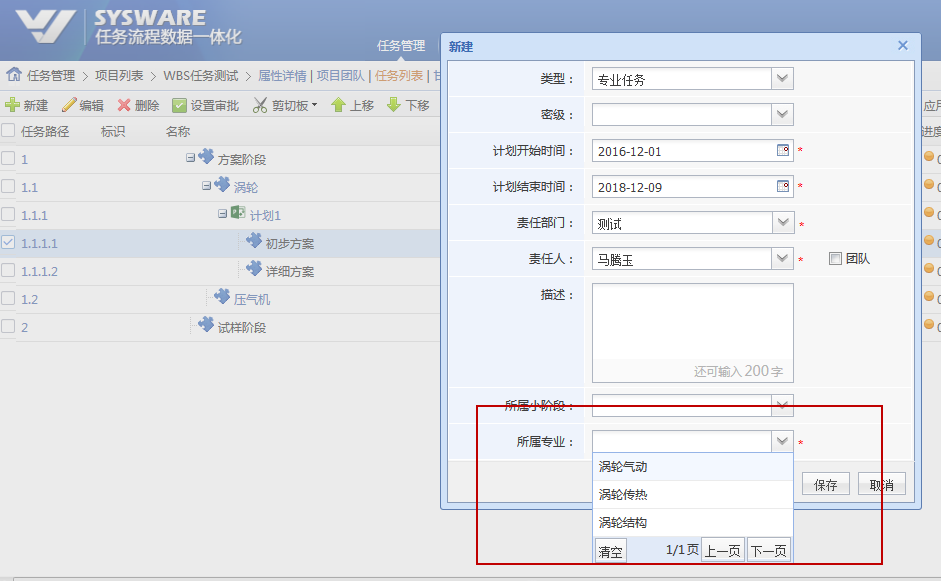 SYSWARE
任务流程数据一体化
任务管理
任务管理 > 项目列表 > WBS任务测试 > 属性详情 | 项目团队 | 任务列表 |
新建 编辑 删除 设置审批 剪切板 上移 下移
任务路径 标识 名称
1 方案阶段
1.1 涡轮
1.1.1 计划1
1.1.1.1 初步方案
1.1.1.2 详细方案
1.2 压气机
2 试样阶段
新建
类型：专业任务
密级：
计划开始时间：2016-12-01 *
计划结束时间：2018-12-09 *
责任部门：测试 *
责任人：马腾玉 * 团队
描述：
还可输入 200 字
所属小阶段：
所属专业： *
涡轮气动
涡轮传热
涡轮结构
清空 1/1页 上一页 下一页
保存 取消